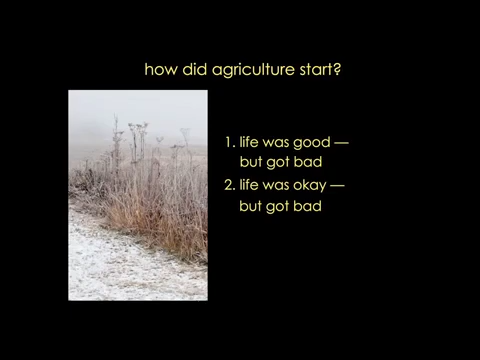 how did agriculture start?
1. life was good —
but got bad
2. life was okay —
but got bad